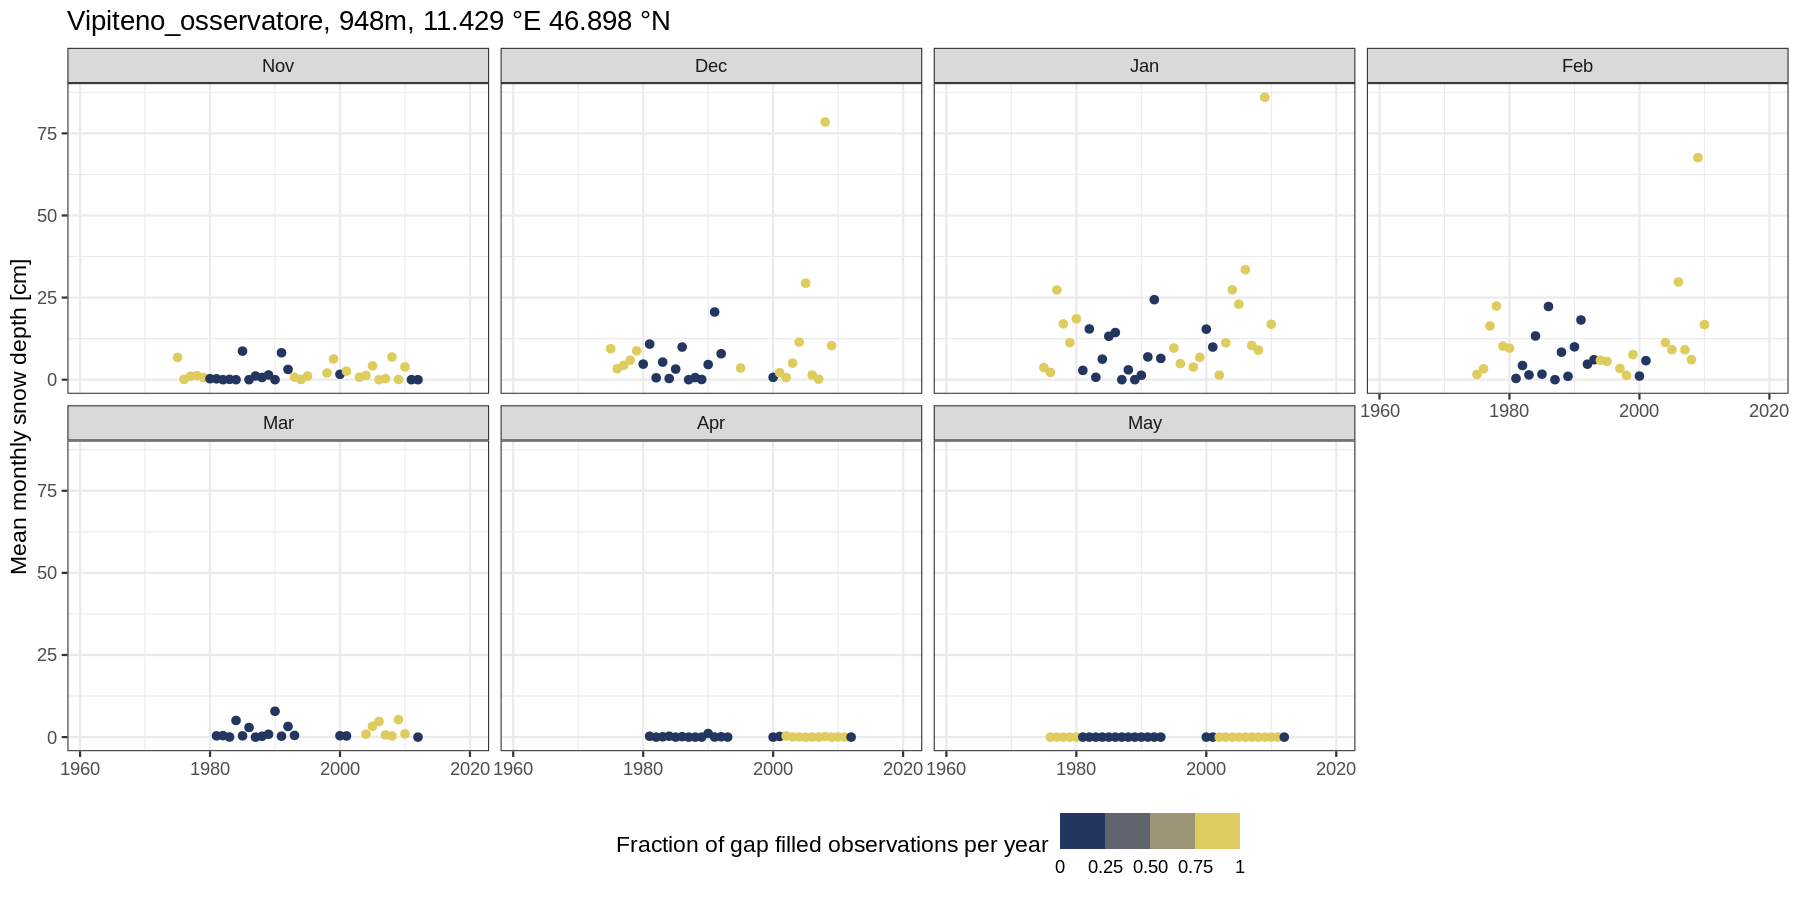 Vipiteno_osservatore, 948m, 11.429 °E 46.898 °N
Nov Dec Jan Feb
Mean monthly snow depth [cm]
75
50
25
0
1960 1980 2000 2020
Mar Apr May
75
50
25
0
1960 1980 2000 2020 1960 1980 2000 2020 1960 1980 2000 2020
Fraction of gap filled observations per year
0 0.25 0.50 0.75 1